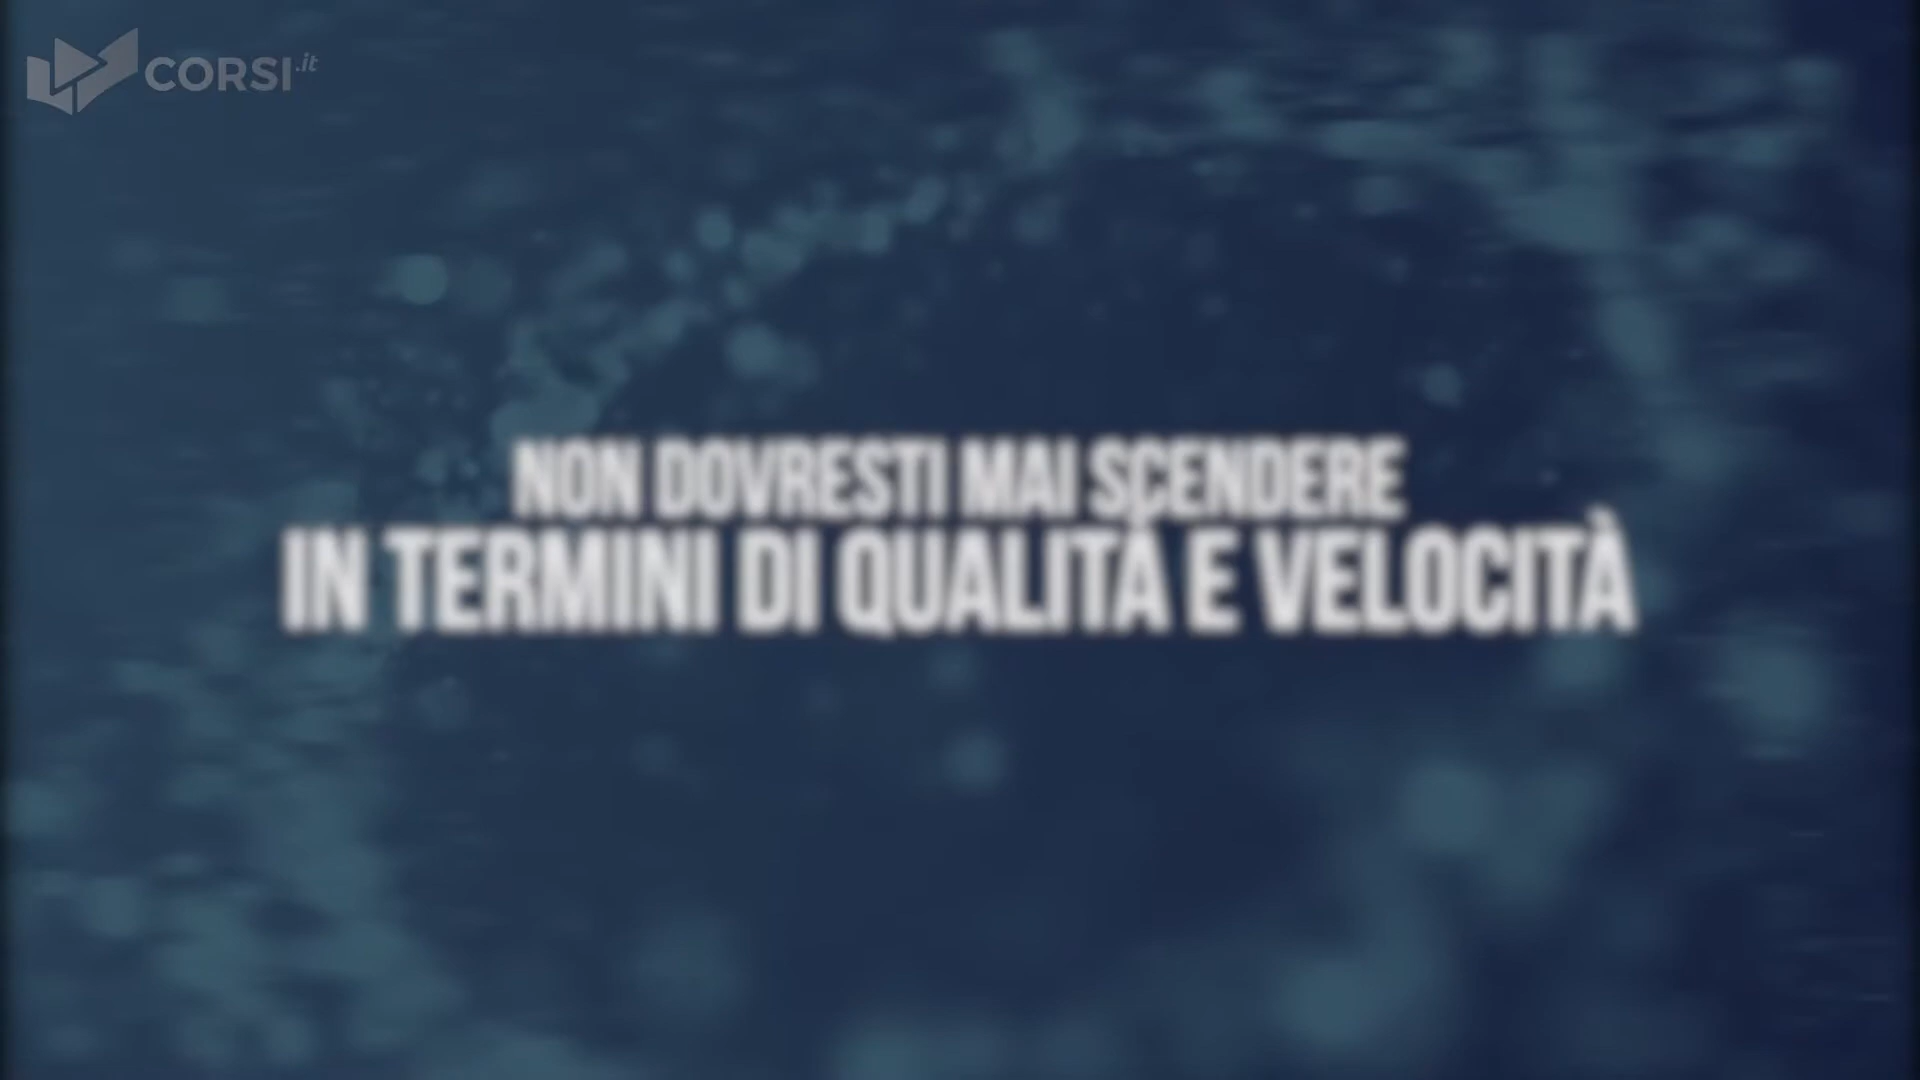 CORSI.it
NON DOVRESTI MAI SCENDERE
IN TERMINI DI QUALITÀ E VELOCITÀ